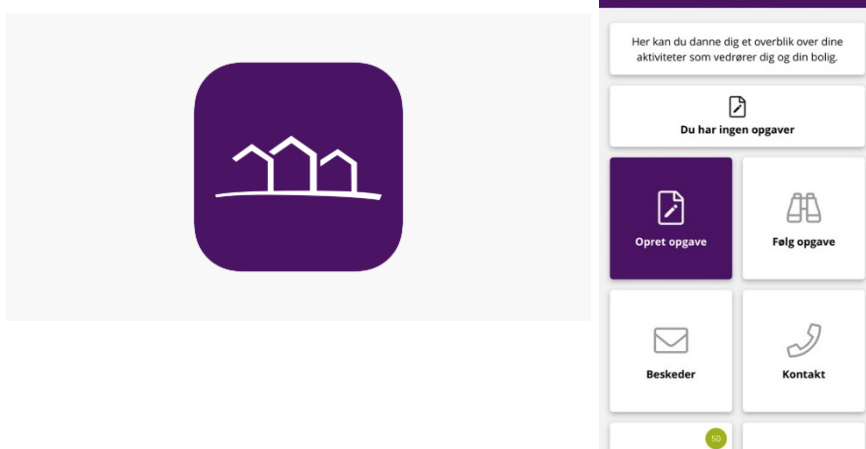 Her kan du danne dig et overblik over dine
aktiviteter som vedrører dig og din bolig.
Du har ingen opgaver
Opret opgave
Følg opgave
Beskeder
Kontakt
50